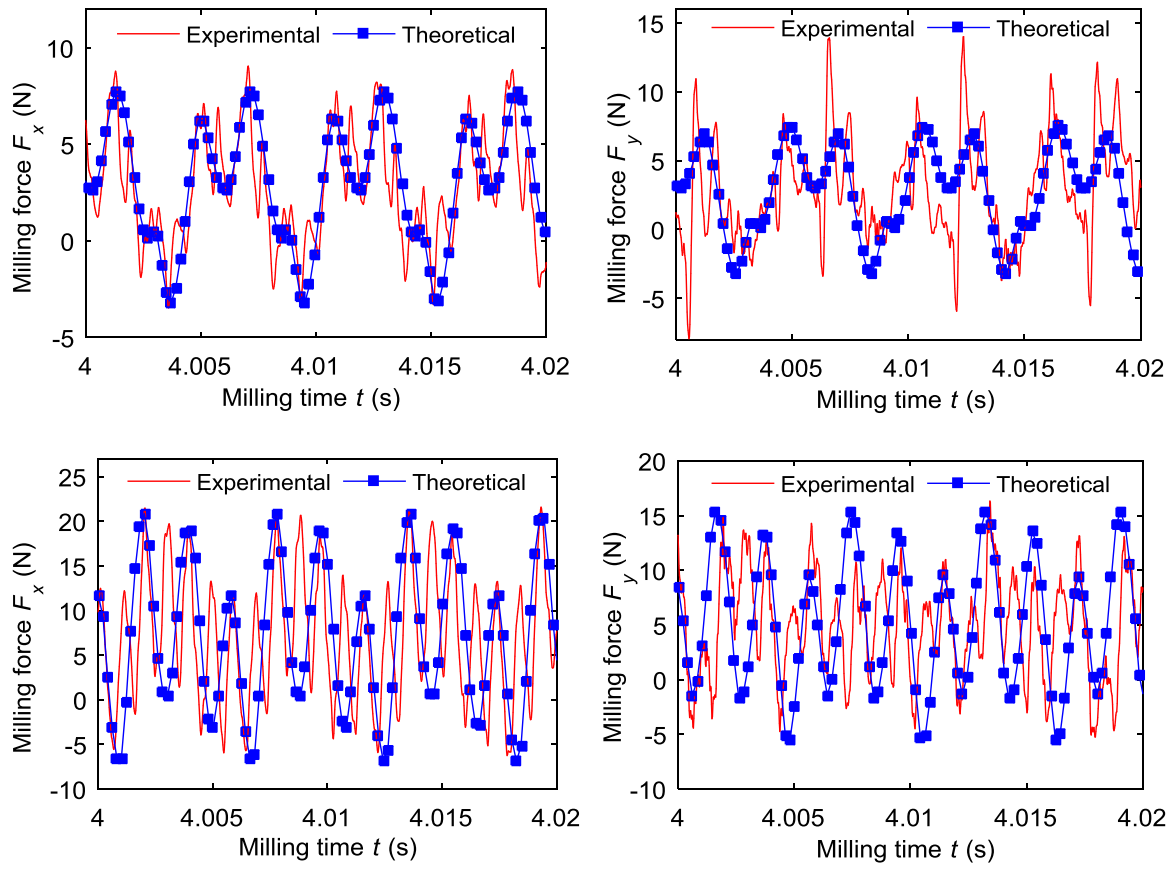 Experimental Theoretical
Milling force F_x (N)
10
5
0
-5
4 4.005 4.01 4.015 4.02
Milling time t (s)
Experimental Theoretical
Milling force F_y (N)
15
10
5
0
-5
4 4.005 4.01 4.015 4.02
Milling time t (s)
Experimental Theoretical
Milling force F_x (N)
25
20
15
10
5
0
-5
-10
4 4.005 4.01 4.015 4.02
Milling time t (s)
Experimental Theoretical
Milling force F_y (N)
20
15
10
5
0
-5
-10
4 4.005 4.01 4.015 4.02
Milling time t (s)